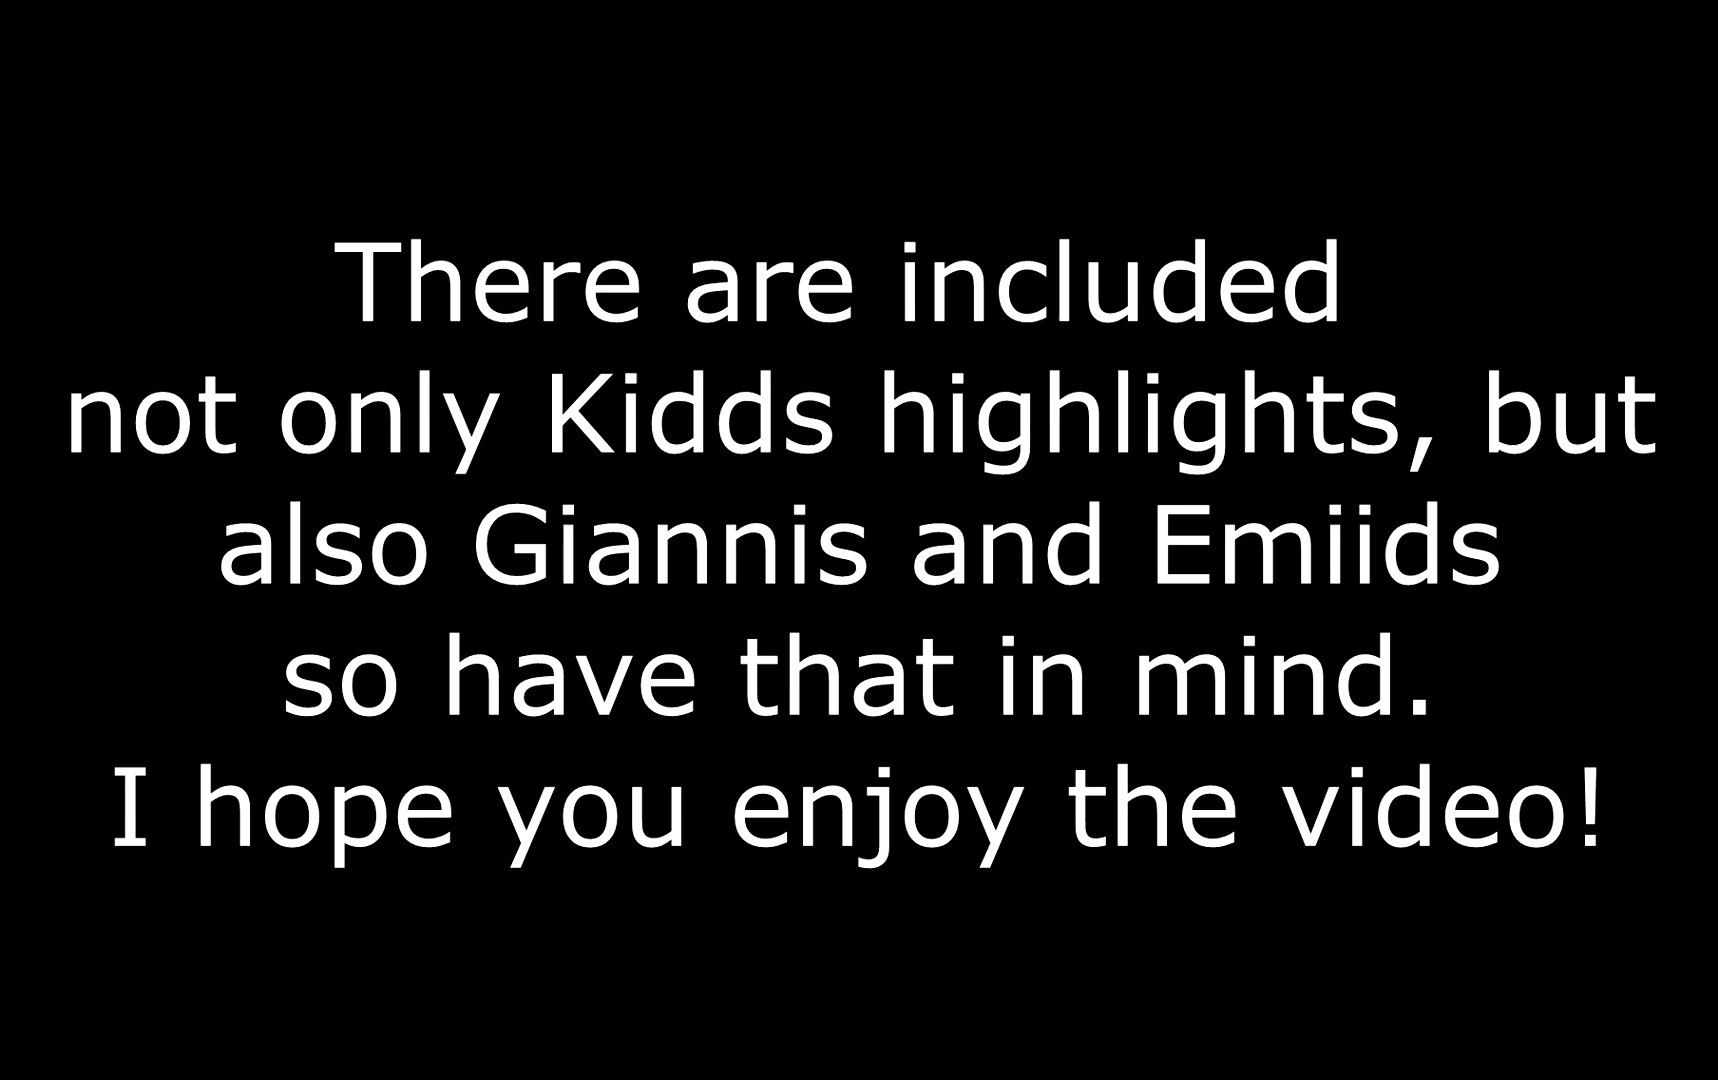 There are included
not only Kidds highlights, but
also Giannis and Emiids
so have that in mind.
I hope you enjoy the video!